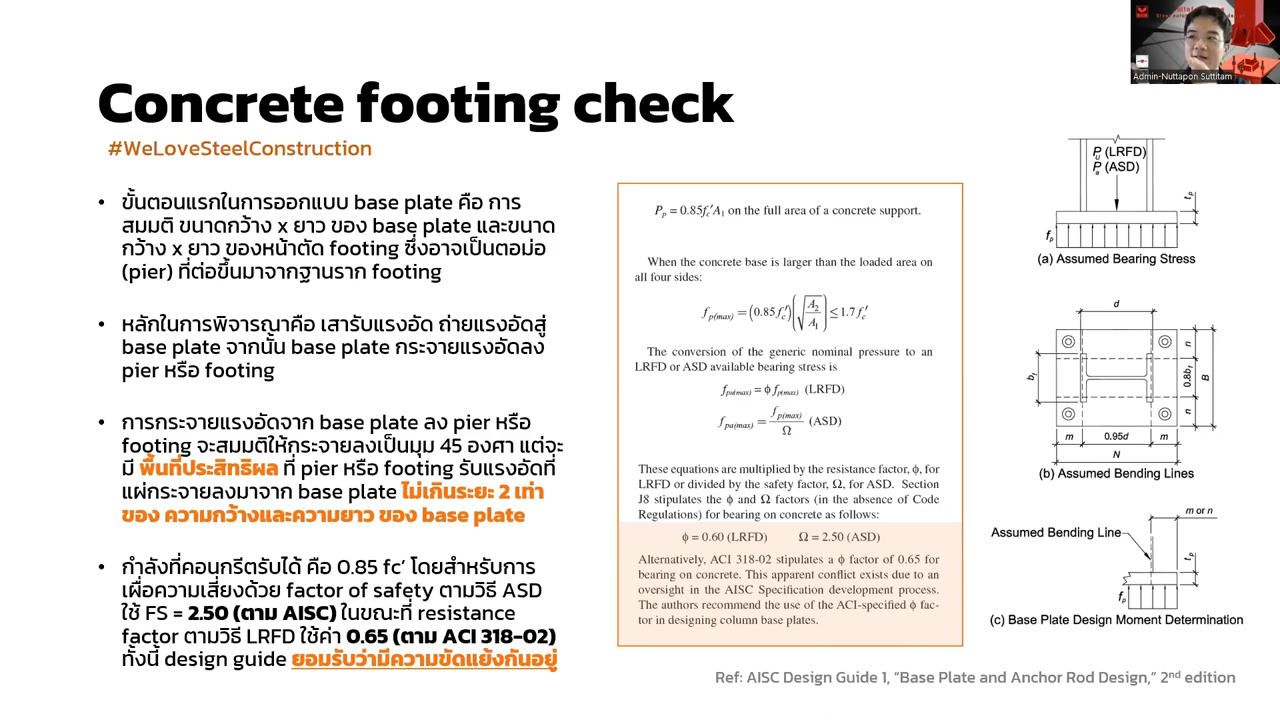 Concrete footing check
#WeLoveSteelConstruction
• ขั้นตอนแรกในการออกแบบ base plate คือ การ
สมมติ ขนาดกว้าง x ยาว ของ base plate และขนาด
กว้าง x ยาว ของหน้าตัด footing ซึ่งอาจเป็นตอม่อ
(pier) ที่ต่อขึ้นมาจากฐานราก footing
• หลักในการพิจารณาคือ เสารับแรงอัด ถ่ายแรงอัดสู่
base plate จากนั้น base plate กระจายแรงอัดลง
pier หรือ footing
• การกระจายแรงอัดจาก base plate ลง pier หรือ
footing จะสมมติให้กระจายลงเป็นมุม 45 องศา แต่จะ
มี พื้นที่ประสิทธิผล ที่ pier หรือ footing รับแรงอัดที่
แผ่กระจายลงมาจาก base plate ไม่เกินระยะ 2 เท่า
ของ ความกว้างและความยาว ของ base plate
• กำลังที่คอนกรีตรับได้ คือ 0.85 fc’ โดยสำหรับการ
เผื่อความเสี่ยงด้วย factor of safety ตามวิธี ASD
ใช้ FS = 2.50 (ตาม AISC) ในขณะที่ resistance
factor ตามวิธี LRFD ใช้ค่า 0.65 (ตาม ACI 318-02)
ทั้งนี้ design guide ยอมรับว่ามีความขัดแย้งกันอยู่
Pp = 0.85fc′A1 on the full area of a concrete support.
When the concrete base is larger than the loaded area on
all four sides:
fp(max) = (0.85fc′)(√A2/A1) ≤ 1.7fc′
The conversion of the generic nominal pressure to an
LRFD or ASD available bearing stress is
fpu(max) = ϕ fp(max) (LRFD)
fpa(max) = fp(max)/Ω (ASD)
These equations are multiplied by the resistance factor, ϕ, for
LRFD or divided by the safety factor, Ω, for ASD. Section
J8 stipulates the ϕ and Ω factors (in the absence of Code
Regulations) for bearing on concrete as follows:
ϕ = 0.60 (LRFD) Ω = 2.50 (ASD)
Alternatively, ACI 318-02 stipulates a ϕ factor of 0.65 for
bearing on concrete. This apparent conflict exists due to an
oversight in the AISC Specification development process.
The authors recommend the use of the ACI-specified ϕ fac-
tor in designing column base plates.
Admin-Nuttapon Suttitam
Pu (LRFD)
Pa (ASD)
tp
fp
(a) Assumed Bearing Stress
d
bf
n
0.8bf
B
n
m 0.95d m
N
(b) Assumed Bending Lines
m or n
Assumed Bending Line
tp
fp
(c) Base Plate Design Moment Determination
Ref: AISC Design Guide 1, “Base Plate and Anchor Rod Design,” 2nd edition